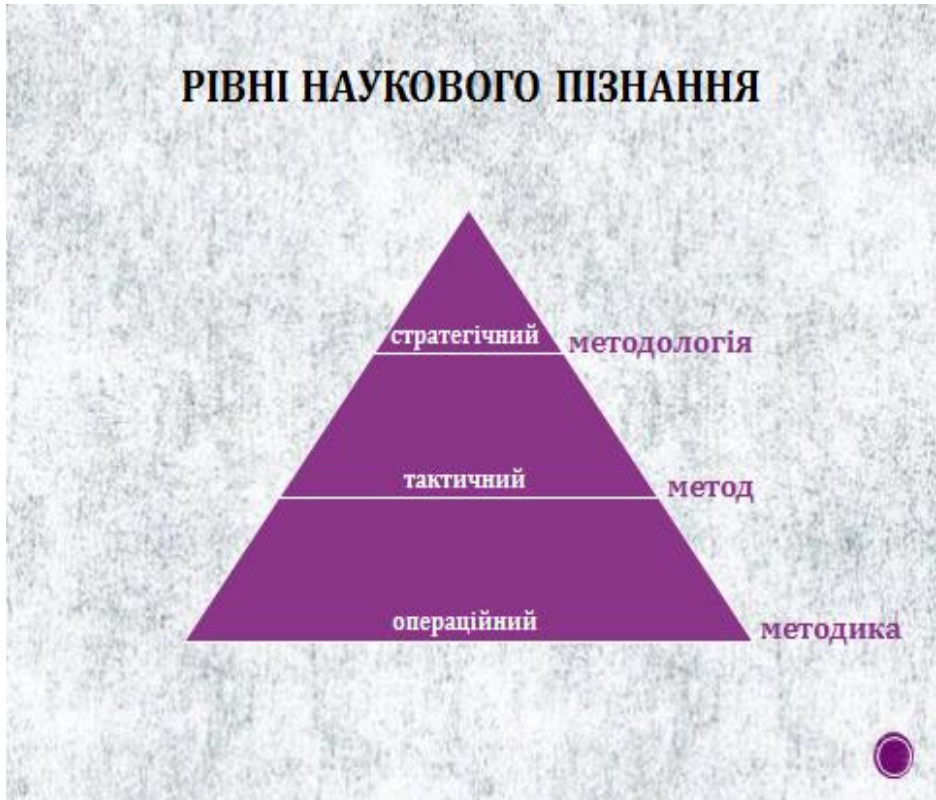 РІВНІ НАУКОВОГО ПІЗНАННЯ
стратегічний
методологія
тактичний
метод
операційний
методика